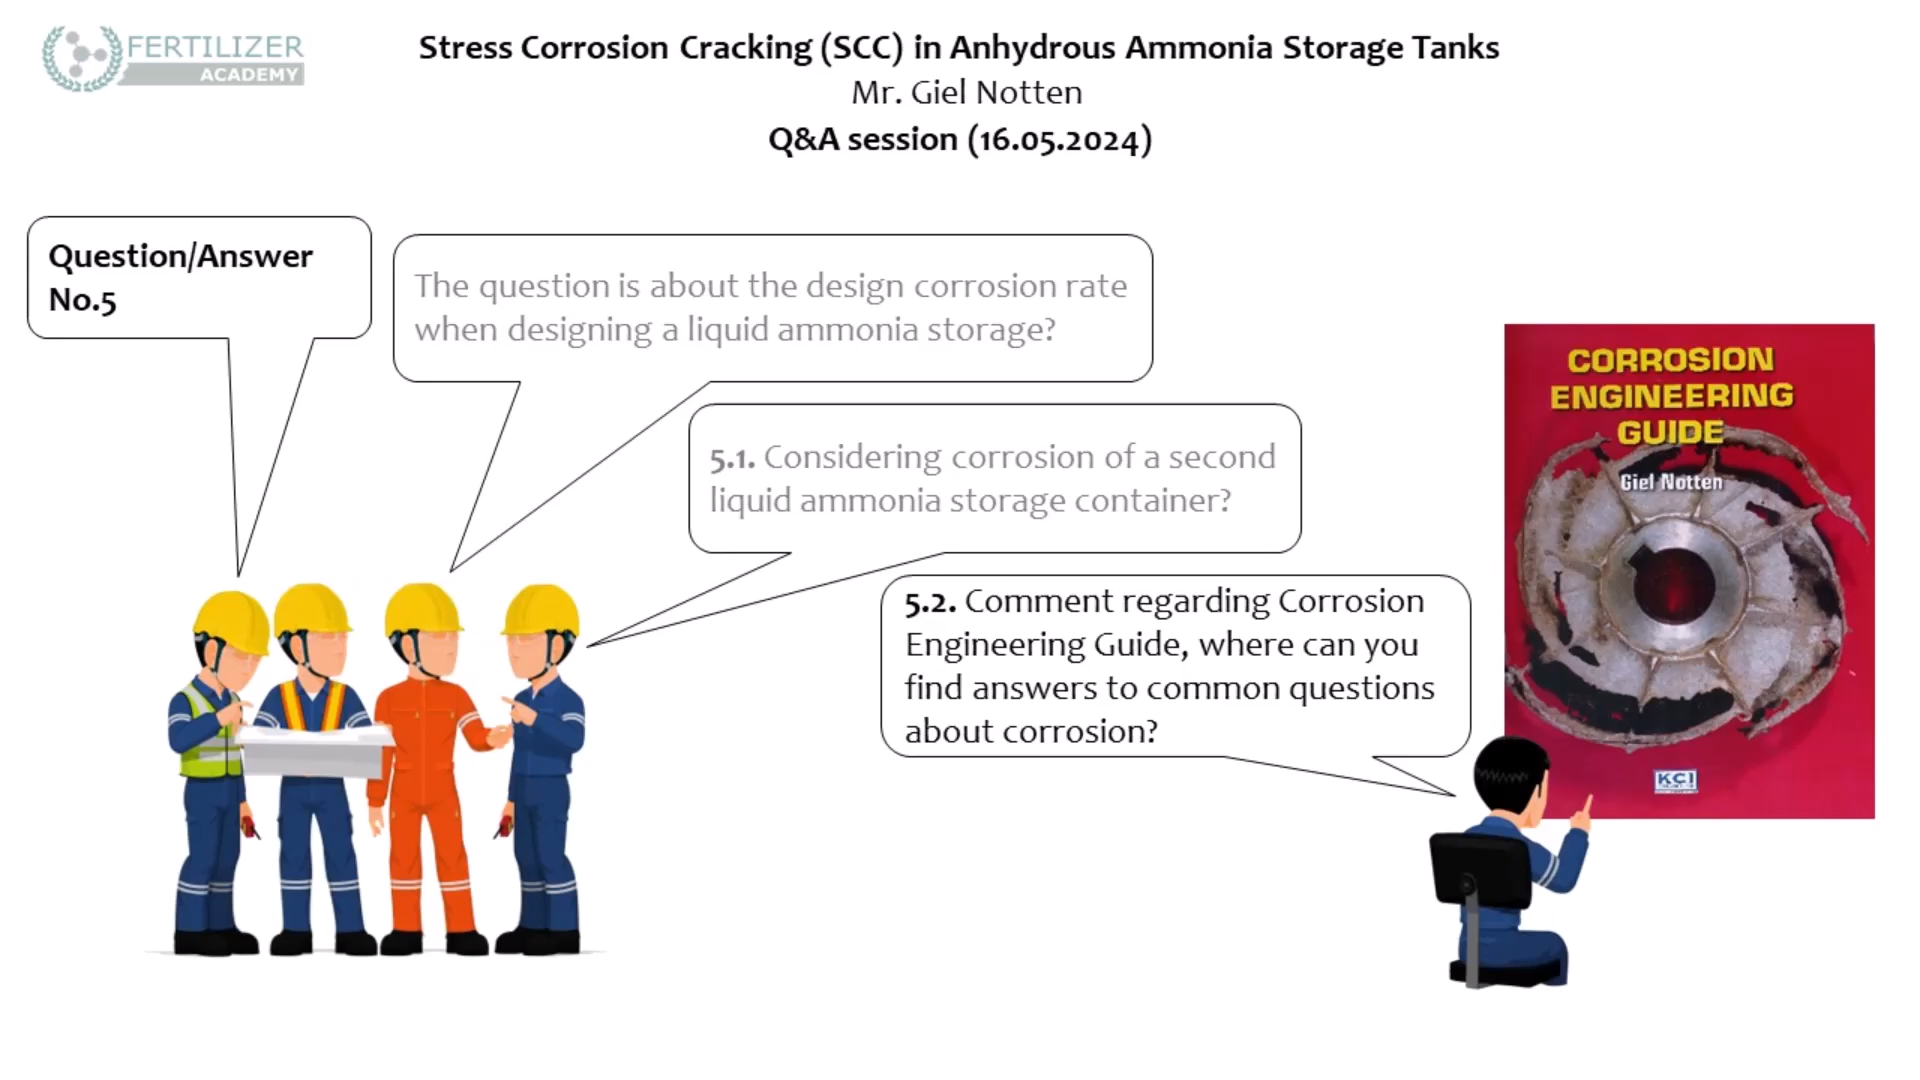 FERTILIZER
ACADEMY
Stress Corrosion Cracking (SCC) in Anhydrous Ammonia Storage Tanks
Mr. Giel Notten
Q&A session (16.05.2024)
Question/Answer
No.5
The question is about the design corrosion rate
when designing a liquid ammonia storage?
5.1. Considering corrosion of a second
liquid ammonia storage container?
5.2. Comment regarding Corrosion
Engineering Guide, where can you
find answers to common questions
about corrosion?
CORROSION
ENGINEERING
GUIDE
Giel Notten
KCI